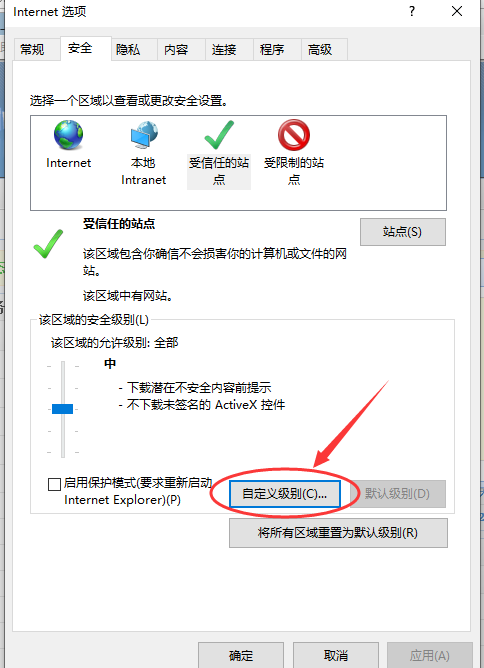 Internet 选项
?
常规 安全 隐私 内容 连接 程序 高级
选择一个区域以查看或更改安全设置。
Internet
本地
Intranet
受信任的站
点
受限制的站
点
受信任的站点
站点(S)
该区域包含你确信不会损害你的计算机或文件的网
站。
该区域中有网站。
该区域的安全级别(L)
该区域的允许级别: 全部
中
- 下载潜在不安全内容前提示
- 不下载未签名的 ActiveX 控件
启用保护模式(要求重新启动
Internet Explorer)(P)
自定义级别(C)...
默认级别(D)
将所有区域重置为默认级别(R)
确定 取消 应用(A)